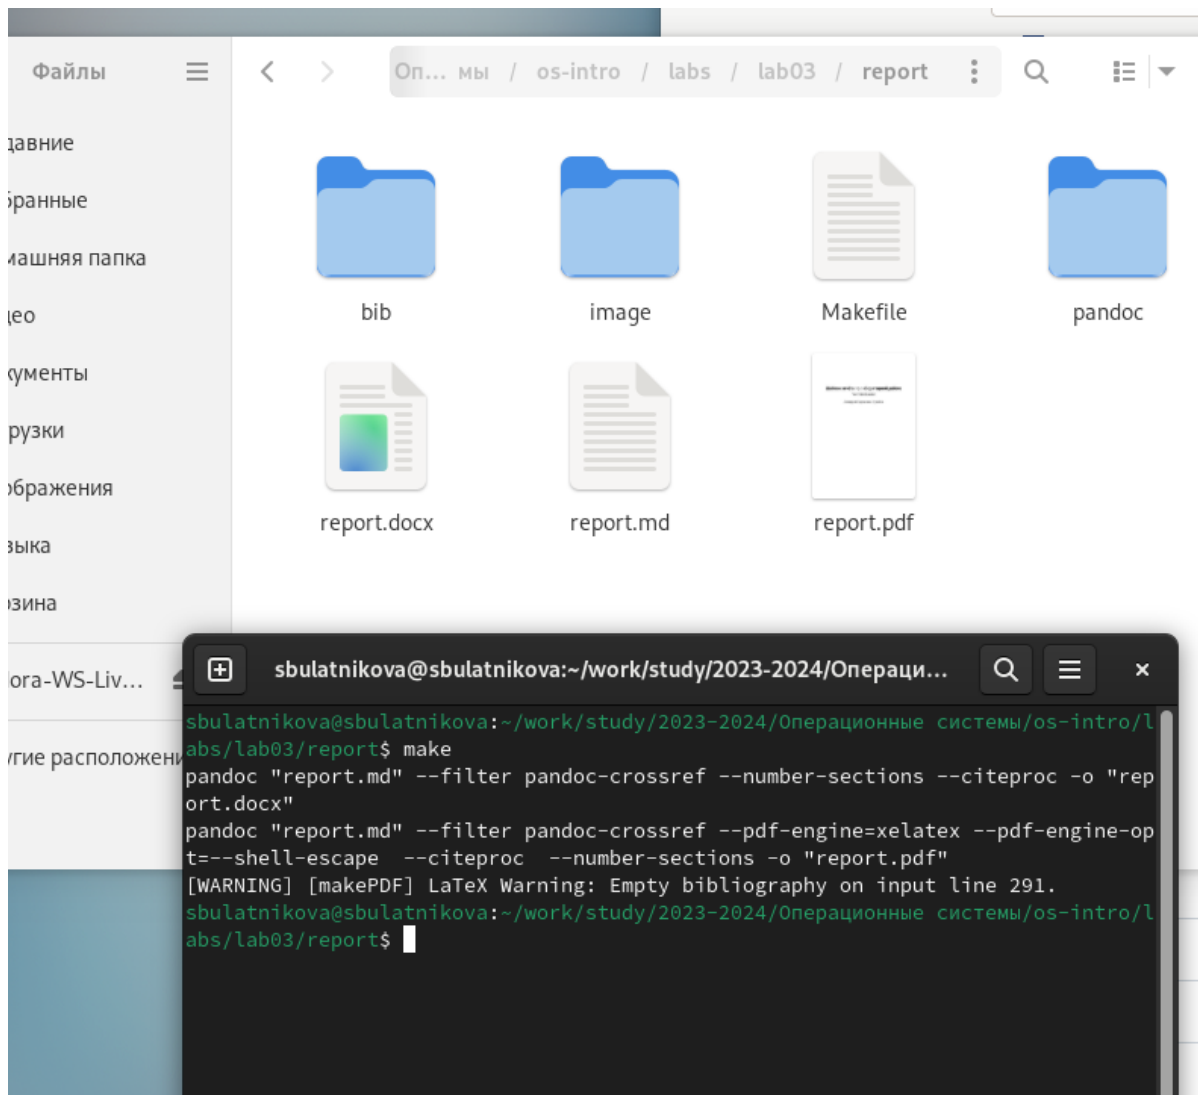 Файлы
Оп... мы / os-intro / labs / lab03 / report
давние
бранные
машняя папка
део
кументы
рузки
ображения
зыка
рзина
ora-WS-Liv...
угие расположени
bib
image
Makefile
pandoc
report.docx
report.md
report.pdf
sbulatnikova@sbulatnikova:~/work/study/2023-2024/Операци...
sbulatnikova@sbulatnikova:~/work/study/2023-2024/Операционные системы/os-intro/l
abs/lab03/report$ make
pandoc "report.md" --filter pandoc-crossref --number-sections --citeproc -o "rep
ort.docx"
pandoc "report.md" --filter pandoc-crossref --pdf-engine=xelatex --pdf-engine-op
t=--shell-escape  --citeproc  --number-sections -o "report.pdf"
[WARNING] [makePDF] LaTeX Warning: Empty bibliography on input line 291.
sbulatnikova@sbulatnikova:~/work/study/2023-2024/Операционные системы/os-intro/l
abs/lab03/report$